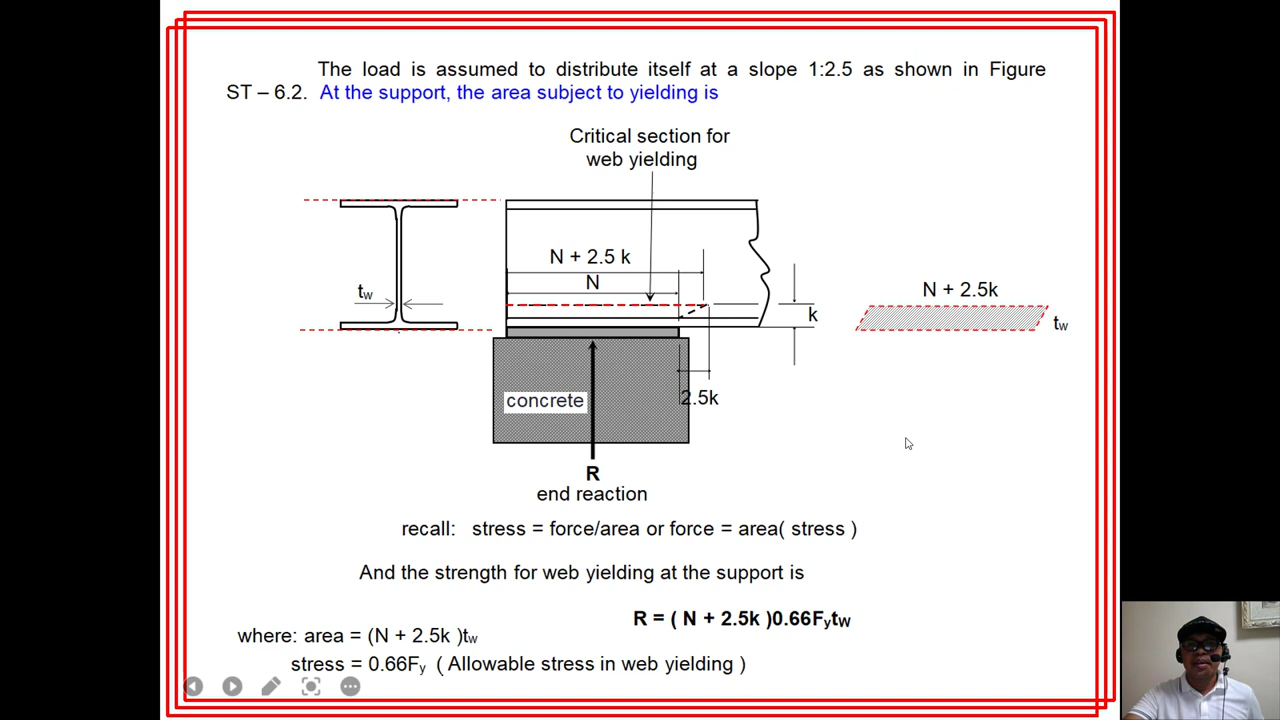 The load is assumed to distribute itself at a slope 1:2.5 as shown in Figure
ST – 6.2. At the support, the area subject to yielding is
Critical section for
web yielding
N + 2.5 k
N
tw
k
N + 2.5k
tw
concrete
2.5k
R
end reaction
recall: stress = force/area or force = area( stress )
And the strength for web yielding at the support is
R = ( N + 2.5k )0.66Fytw
where: area = (N + 2.5k )tw
stress = 0.66Fy ( Allowable stress in web yielding )